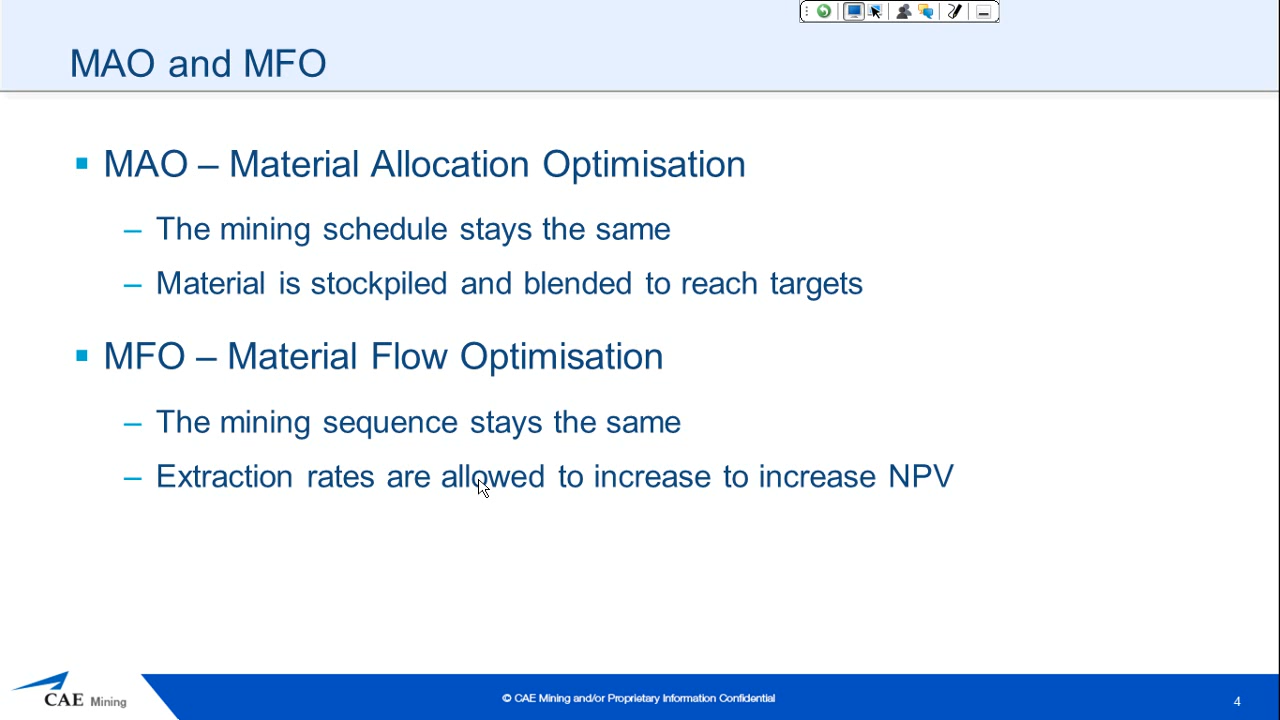 MAO and MFO
MAO – Material Allocation Optimisation
– The mining schedule stays the same
– Material is stockpiled and blended to reach targets
MFO – Material Flow Optimisation
– The mining sequence stays the same
– Extraction rates are allowed to increase to increase NPV
CAE Mining
© CAE Mining and/or Proprietary Information Confidential
4